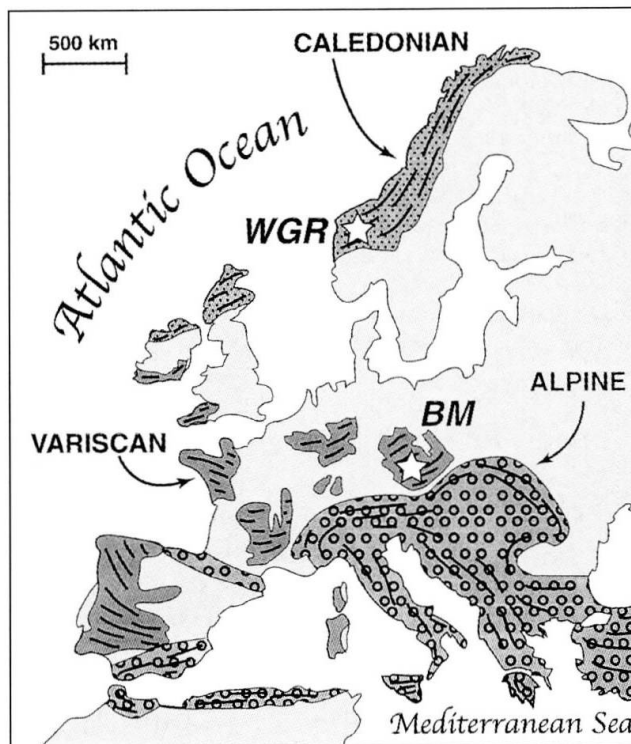 500 km
CALEDONIAN
Atlantic Ocean
WGR
ALPINE
BM
VARISCAN
Mediterranean Sea